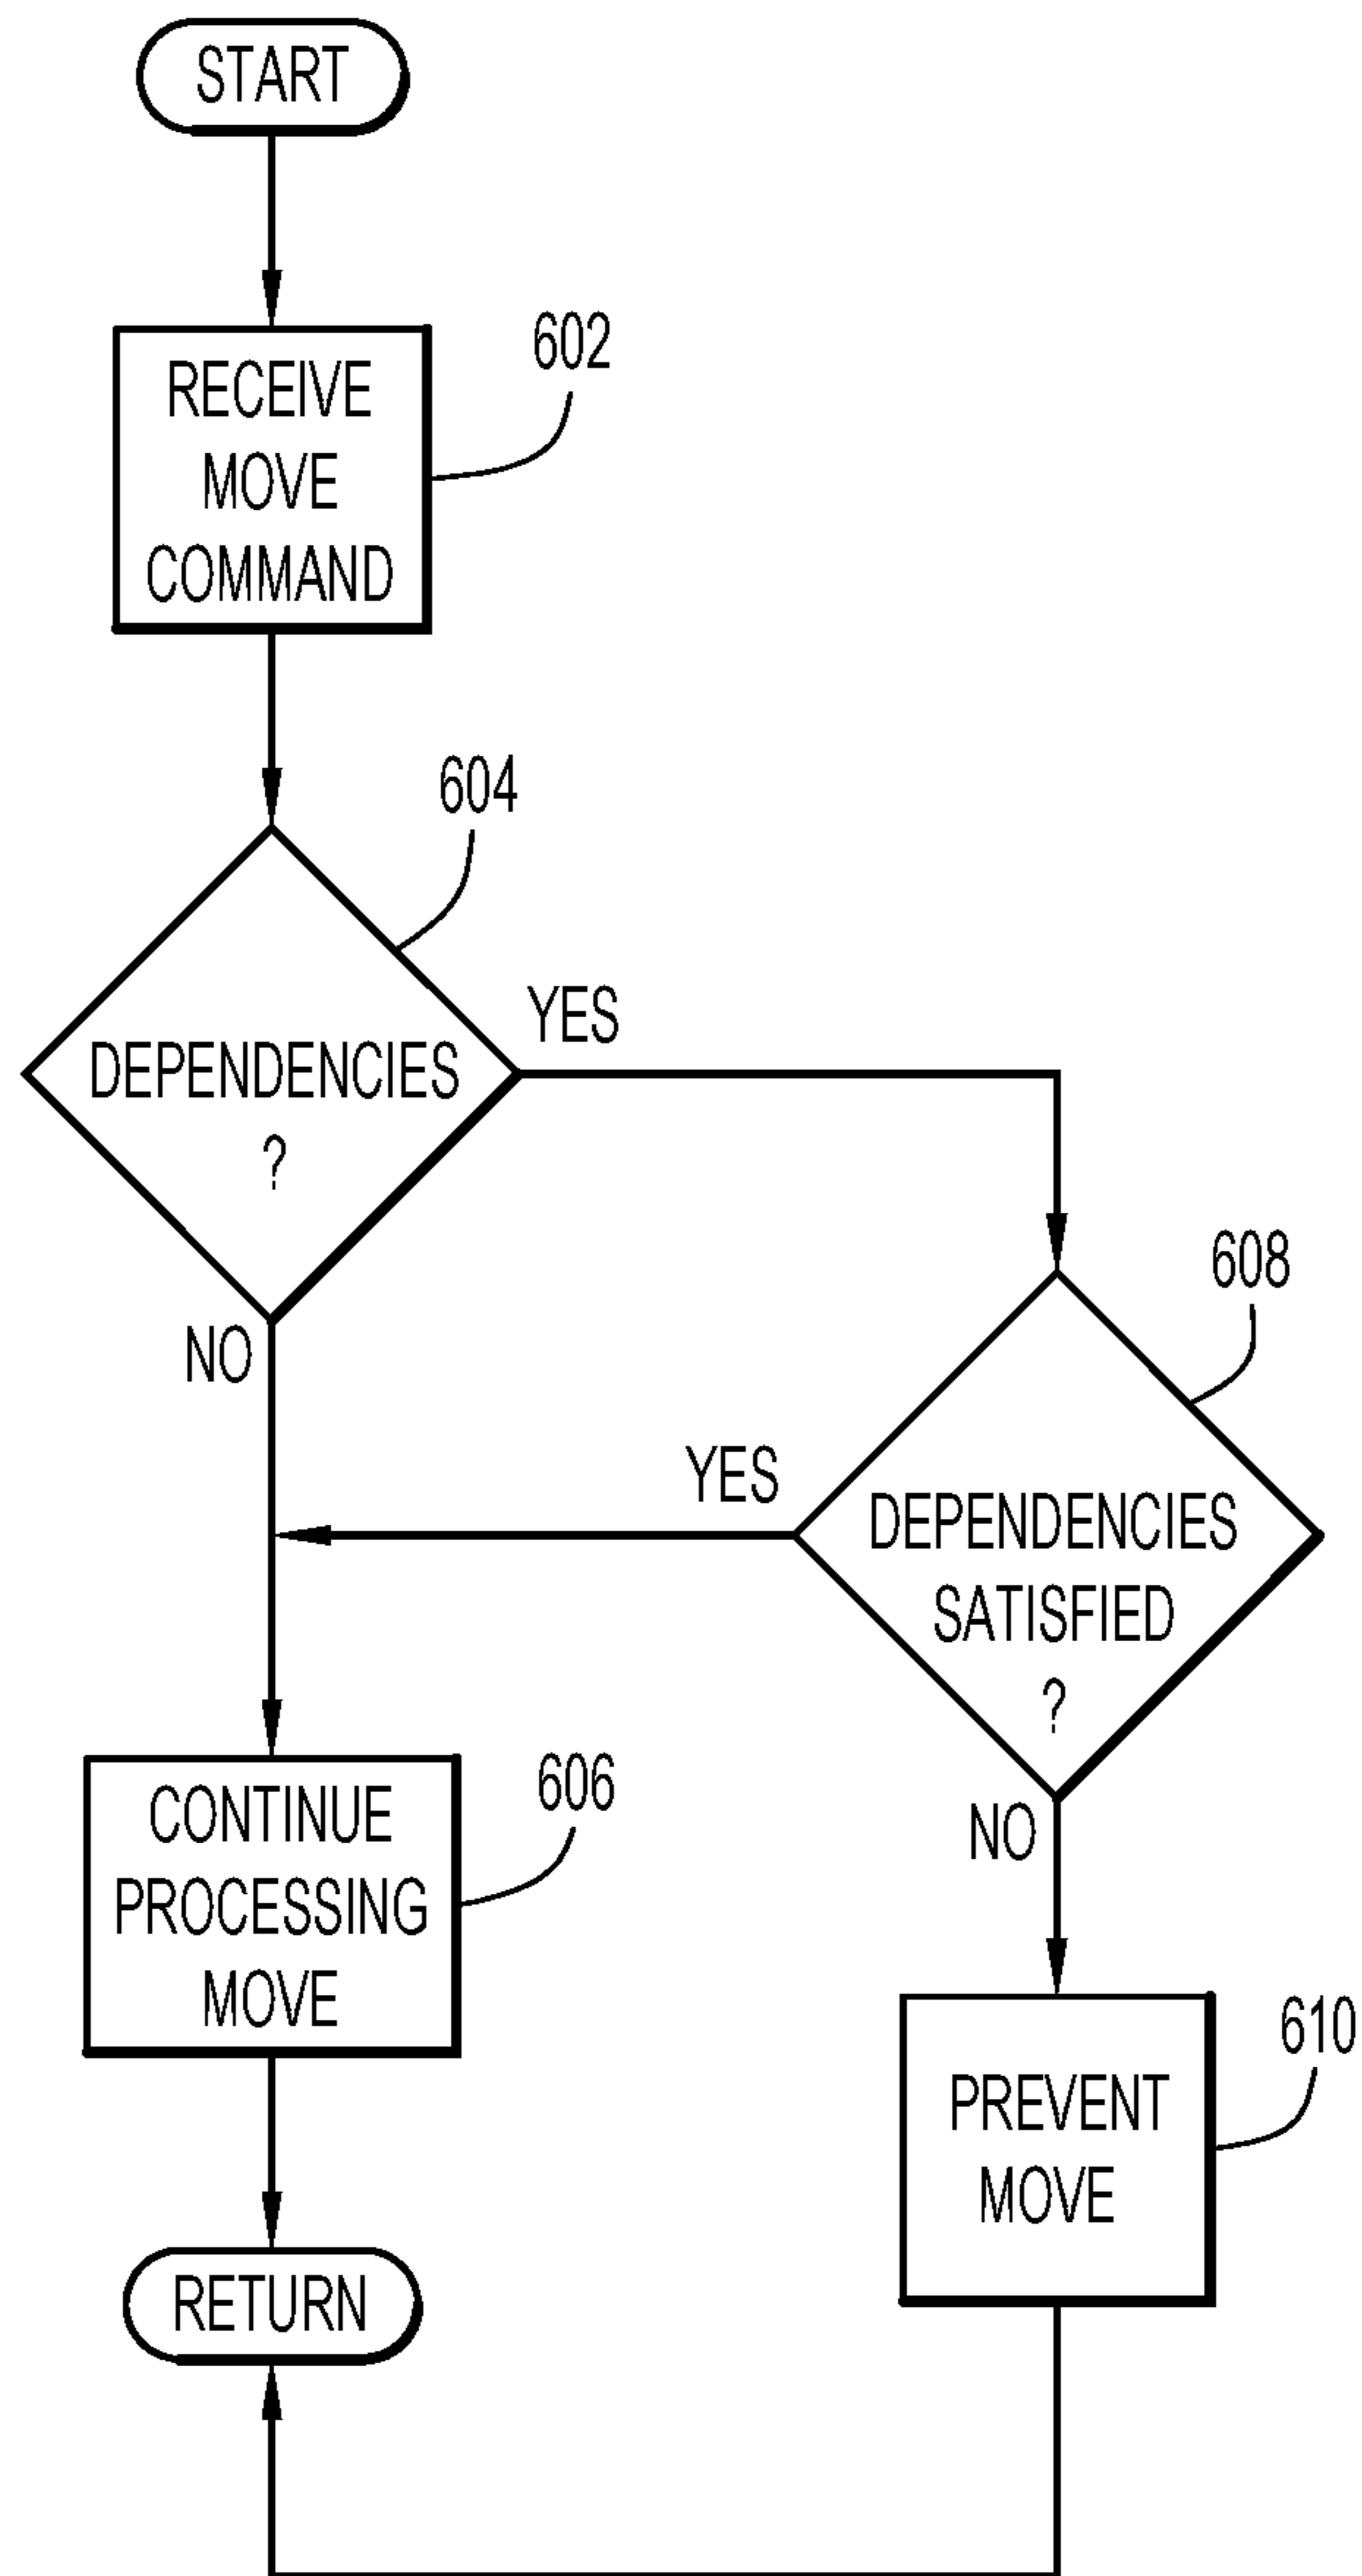 START
RECEIVE
MOVE
COMMAND
602
604
DEPENDENCIES
?
YES
NO
608
DEPENDENCIES
SATISFIED
?
YES
NO
CONTINUE
PROCESSING
MOVE
606
PREVENT
MOVE
610
RETURN